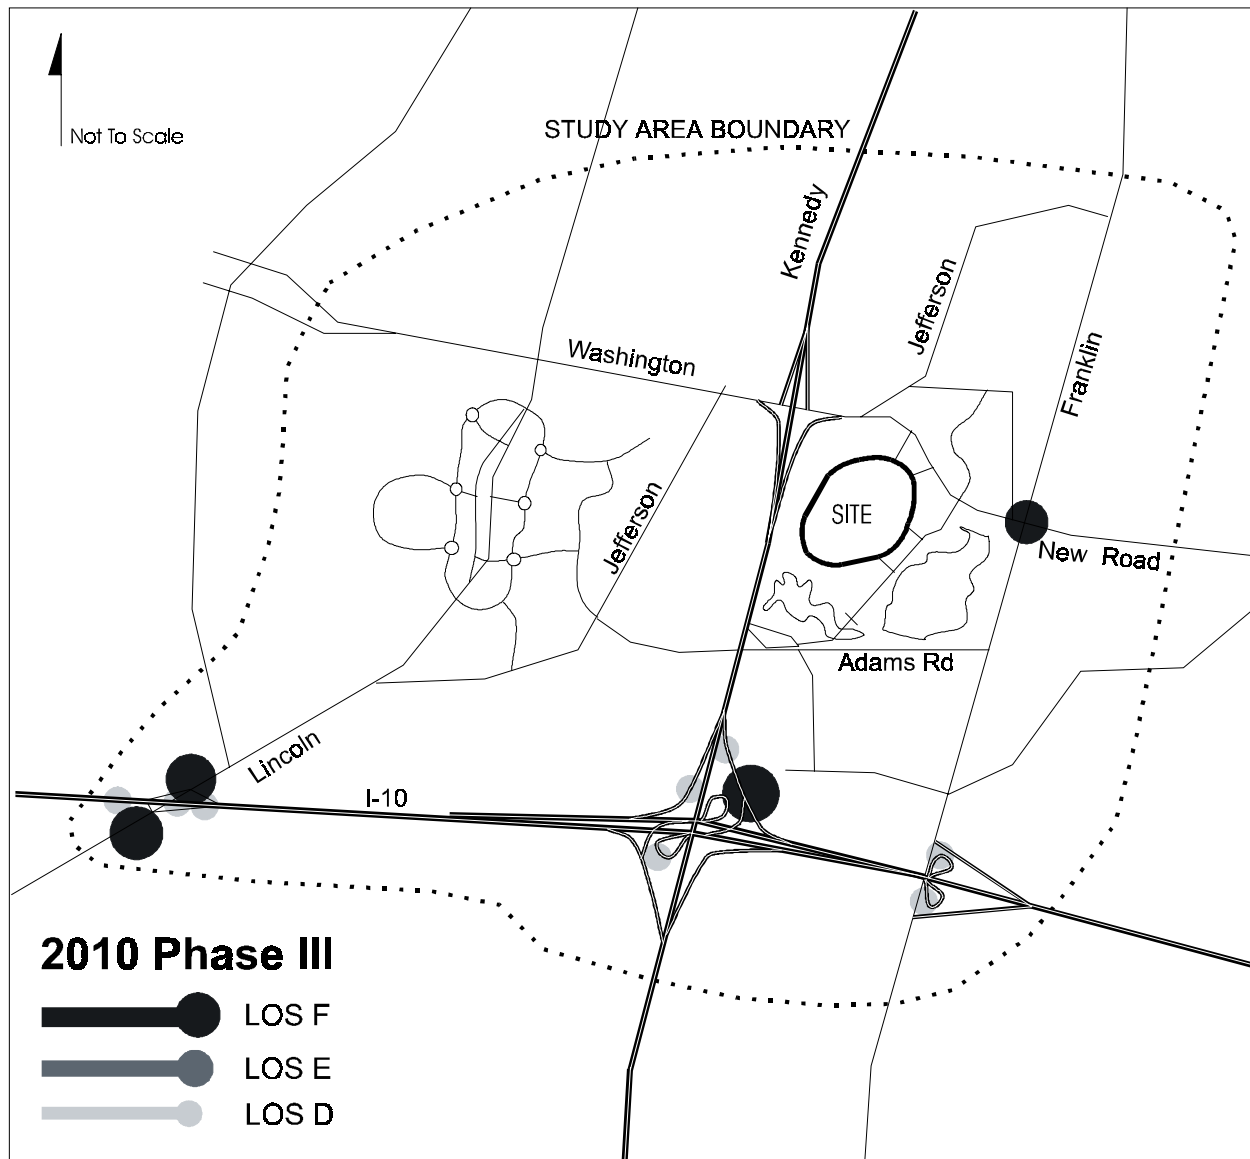 Not To Scale
STUDY AREA BOUNDARY
Kennedy
Jefferson
Washington
Franklin
Jefferson
SITE
New Road
Adams Rd
Lincoln
I-10
2010 Phase III
LOS F
LOS E
LOS D